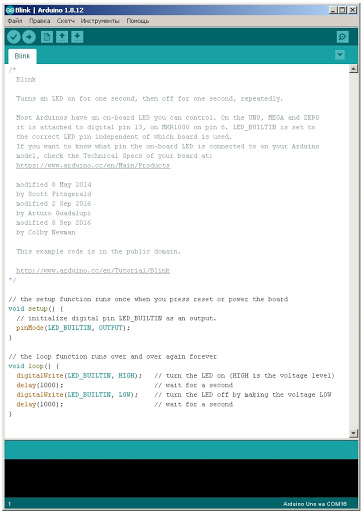 Blink | Arduino 1.8.12
Файл Правка Скетч Инструменты Помощь
Blink
/*
Blink
Turns an LED on for one second, then off for one second, repeatedly.
Most Arduinos have an on-board LED you can control. On the UNO, MEGA and ZERO
it is attached to digital pin 13, on MKR1000 on pin 6. LED_BUILTIN is set to
the correct LED pin independent of which board is used.
If you want to know what pin the on-board LED is connected to on your Arduino
model, check the Technical Specs of your board at:
https://www.arduino.cc/en/Main/Products
modified 8 May 2014
by Scott Fitzgerald
modified 2 Sep 2016
by Arturo Guadalupi
modified 8 Sep 2016
by Colby Newman
This example code is in the public domain.
http://www.arduino.cc/en/Tutorial/Blink
*/
// the setup function runs once when you press reset or power the board
void setup() {
// initialize digital pin LED_BUILTIN as an output.
pinMode(LED_BUILTIN, OUTPUT);
}
// the loop function runs over and over again forever
void loop() {
digitalWrite(LED_BUILTIN, HIGH); // turn the LED on (HIGH is the voltage level)
delay(1000); // wait for a second
digitalWrite(LED_BUILTIN, LOW); // turn the LED off by making the voltage LOW
delay(1000); // wait for a second
}
1 Arduino Uno на COM16